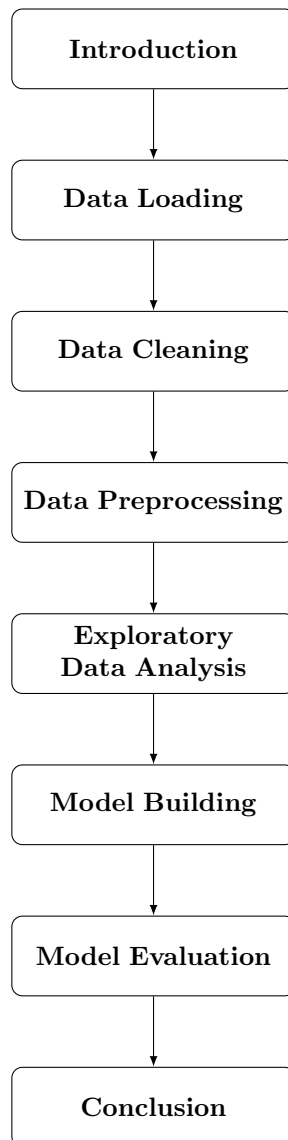 Introduction
Data Loading
Data Cleaning
Data Preprocessing
Exploratory
Data Analysis
Model Building
Model Evaluation
Conclusion